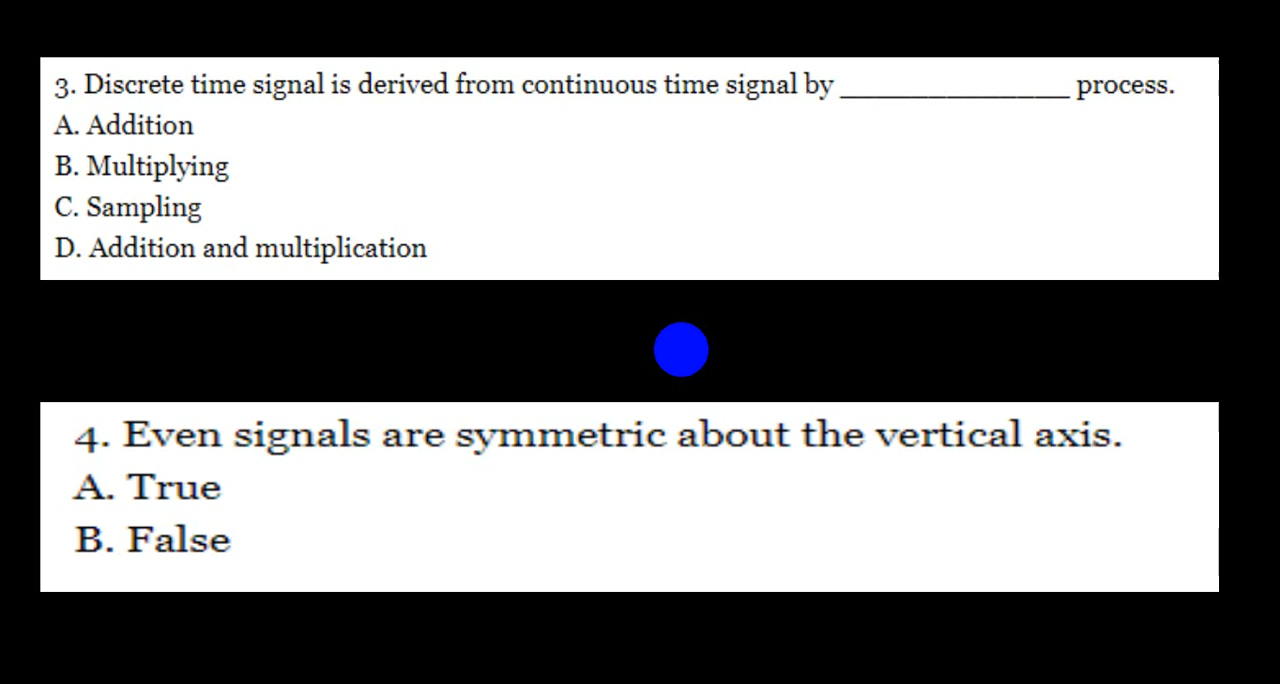 3. Discrete time signal is derived from continuous time signal by ________________ process.
A. Addition
B. Multiplying
C. Sampling
D. Addition and multiplication
4. Even signals are symmetric about the vertical axis.
A. True
B. False